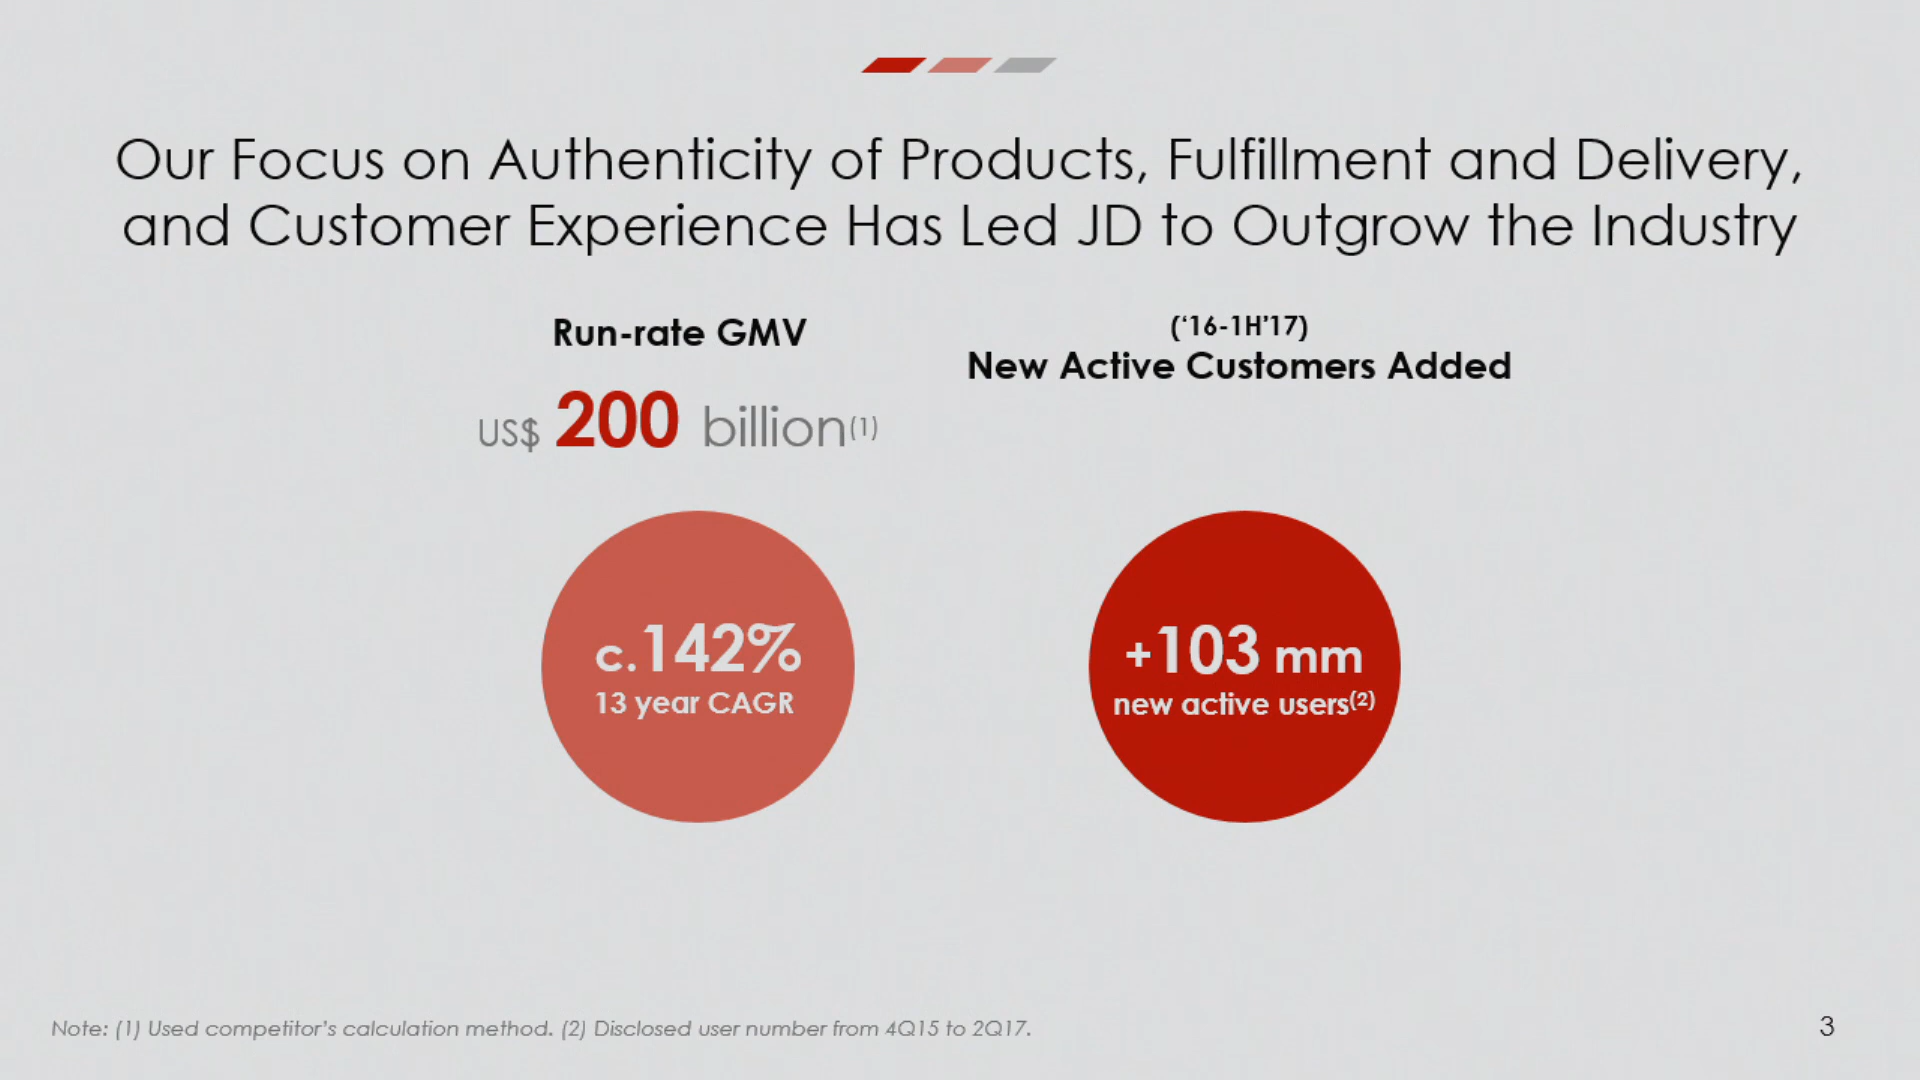 Our Focus on Authenticity of Products, Fulfillment and Delivery,
and Customer Experience Has Led JD to Outgrow the Industry
Run-rate GMV
US$ 200 billion(1)
c.142%
13 year CAGR
(‘16-1H’17)
New Active Customers Added
+103 mm
new active users(2)
Note: (1) Used competitor’s calculation method. (2) Disclosed user number from 4Q15 to 2Q17.
3